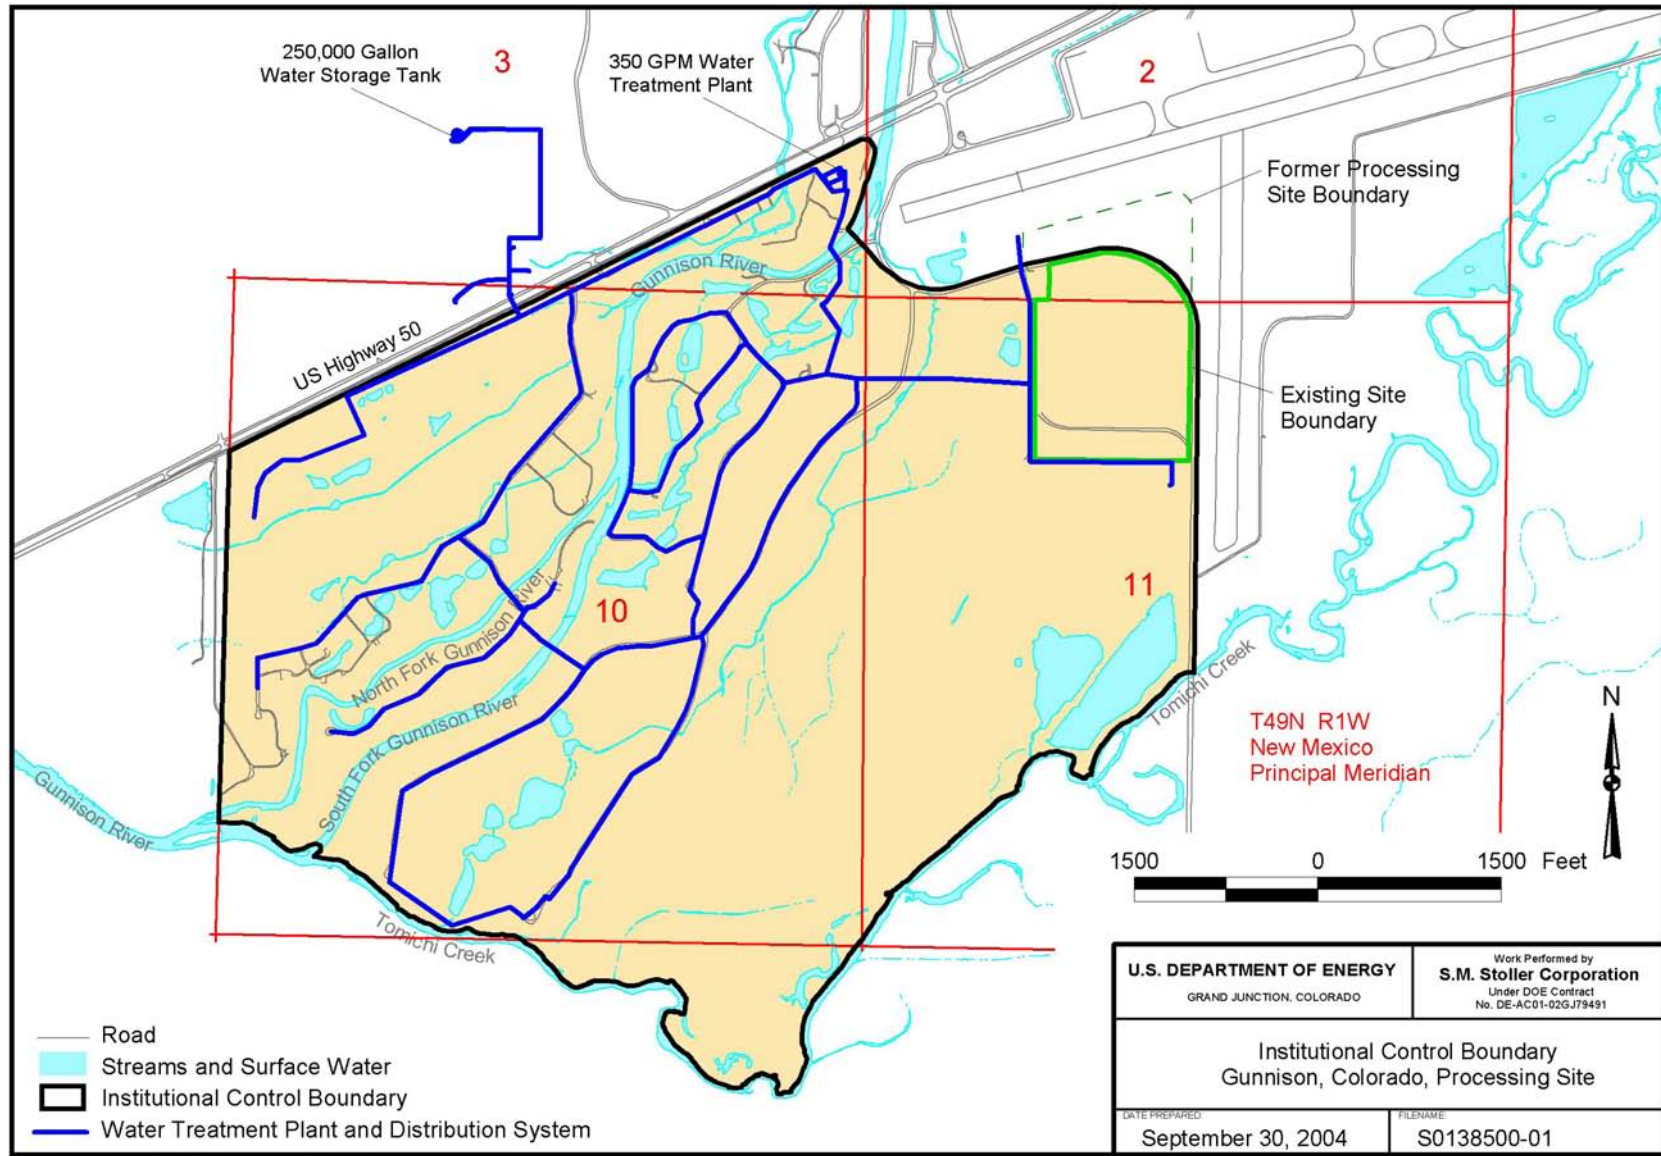 250,000 Gallon
Water Storage Tank
3
350 GPM Water
Treatment Plant
2
Former Processing
Site Boundary
Gunnison River
US Highway 50
Existing Site
Boundary
10
11
North Fork Gunnison River
South Fork Gunnison River
Tomichi Creek
Gunnison River
Tomichi Creek
T49N R1W
New Mexico
Principal Meridian
N
1500 0 1500 Feet
Road
Streams and Surface Water
Institutional Control Boundary
Water Treatment Plant and Distribution System
U.S. DEPARTMENT OF ENERGY
GRAND JUNCTION, COLORADO
Work Performed by
S.M. Stoller Corporation
Under DOE Contract
No. DE-AC01-02GJ79491
Institutional Control Boundary
Gunnison, Colorado, Processing Site
DATE PREPARED:
September 30, 2004
FILENAME:
S0138500-01